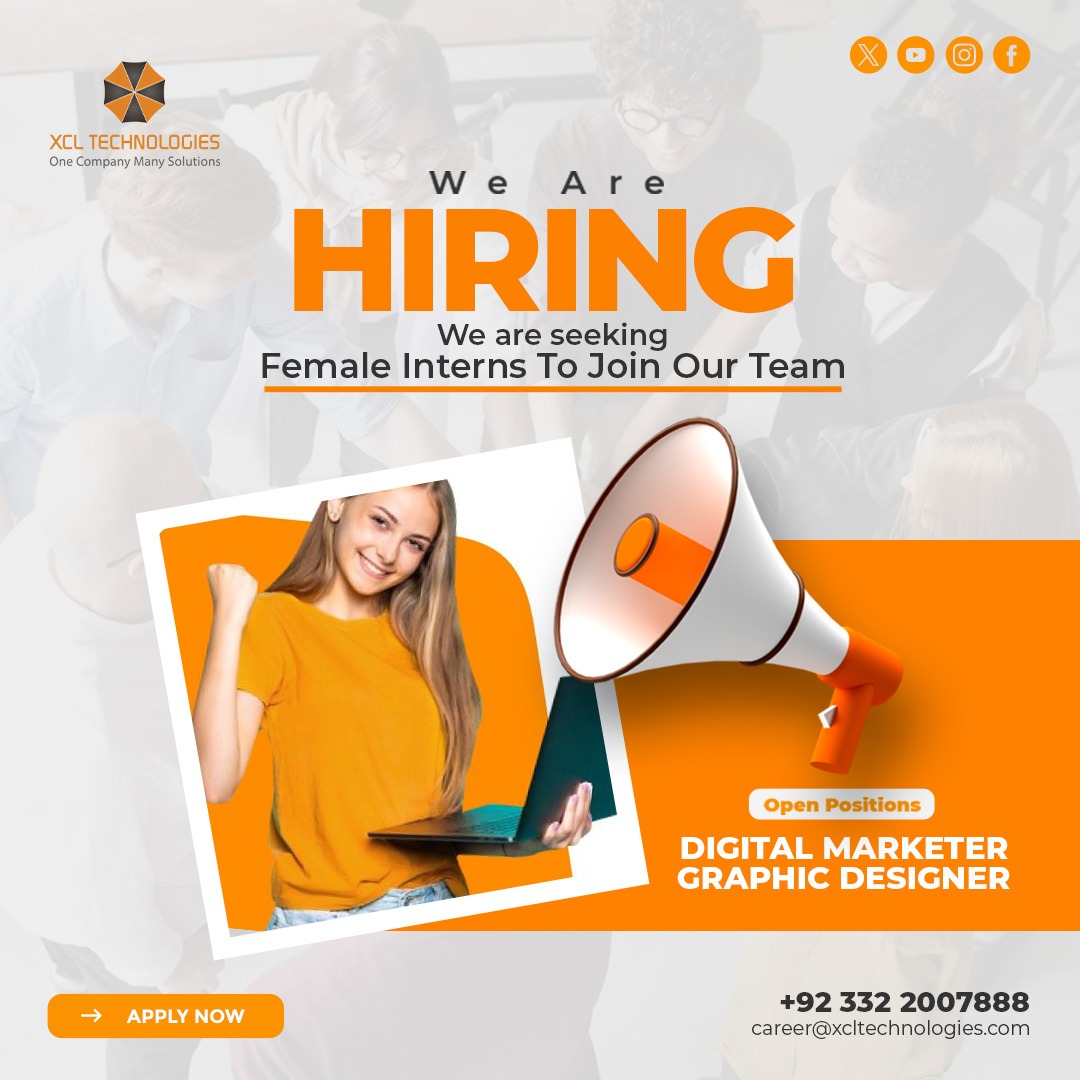 XCL TECHNOLOGIES
One Company Many Solutions
We Are
HIRING
We are seeking
Female Interns To Join Our Team
Open Positions
DIGITAL MARKETER
GRAPHIC DESIGNER
→ APPLY NOW
+92 332 2007888
career@xcltechnologies.com